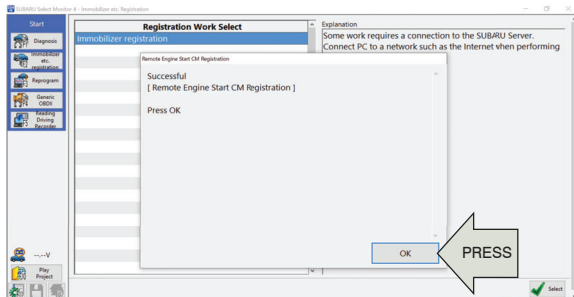 SUBARU Select Monitor 4 - Immobilizer etc. Registration
Start
Diagnosis
Immobilizer
etc.
registration
Reprogram
Generic
OBDII
Reading
Driving
Recorder
--.--V
Play
Project
Registration Work Select
Immobilizer registration
Explanation
Some work requires a connection to the SUBARU Server.
Connect PC to a network such as the Internet when performing
Remote Engine Start CM Registration
Successful
[ Remote Engine Start CM Registration ]
Press OK
OK
PRESS
Select